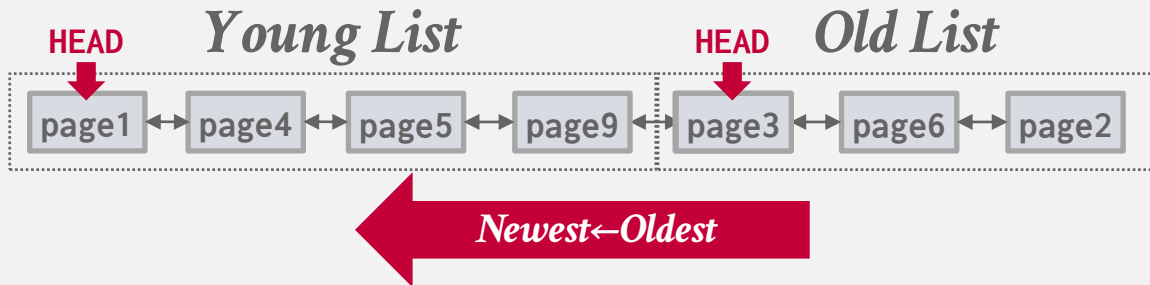 Young List
Old List
HEAD
HEAD
page1
page4
page5
page9
page3
page6
page2
Newest←Oldest